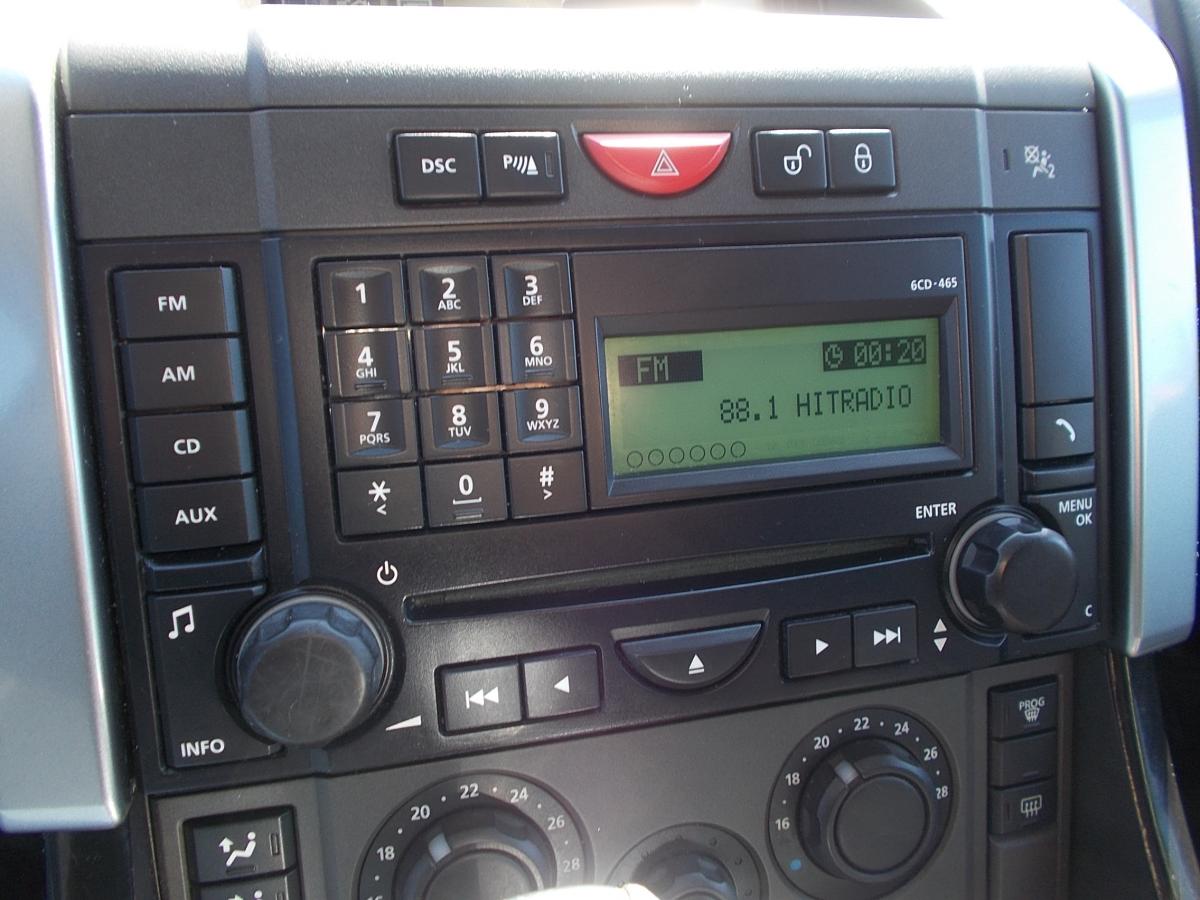 DSC
P
2
FM
AM
CD
AUX
INFO
1
2
ABC
3
DEF
4
GHI
5
JKL
6
MNO
7
PQRS
8
TUV
9
WXYZ
*
<
0
#
>
6CD-465
FM 00:20
88.1 HITRADIO
ENTER
MENU
OK
C
18 20 22 24 26 28
16 18 20 22 24 26 28
PROG